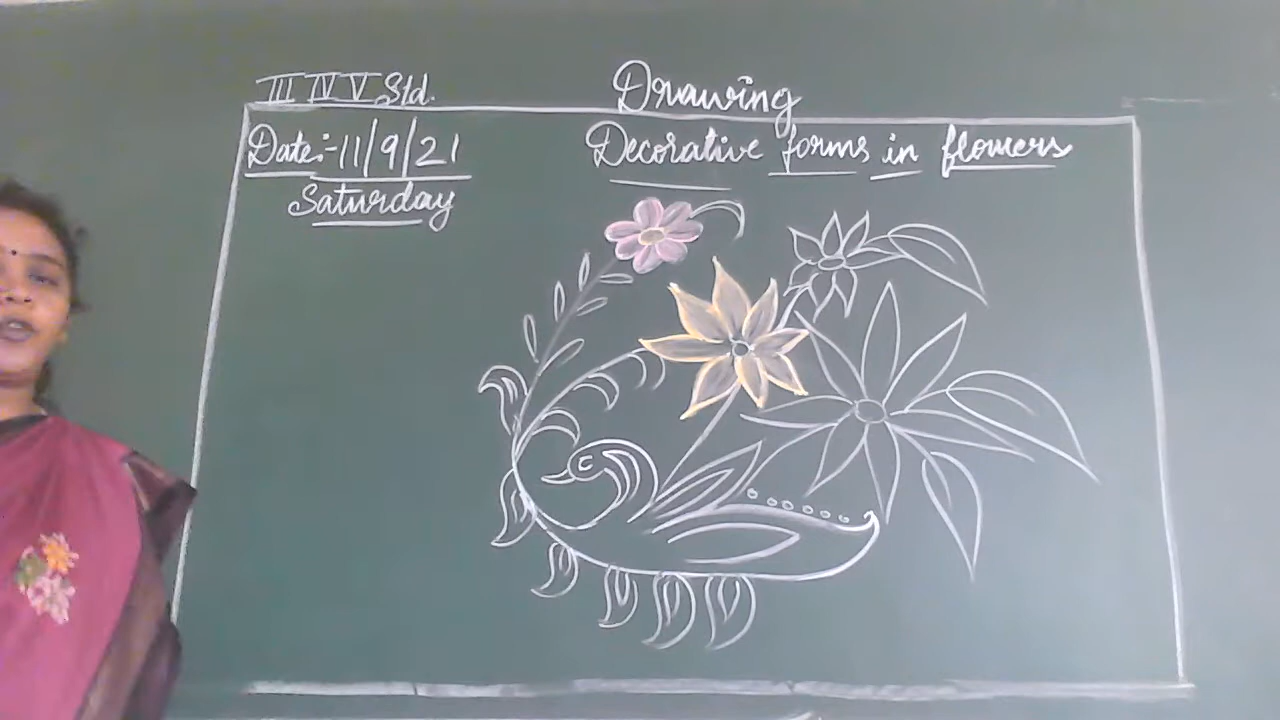 III IV V Std.
Drawing
Date:-11/9/21
Decorative forms in flowers
Saturday